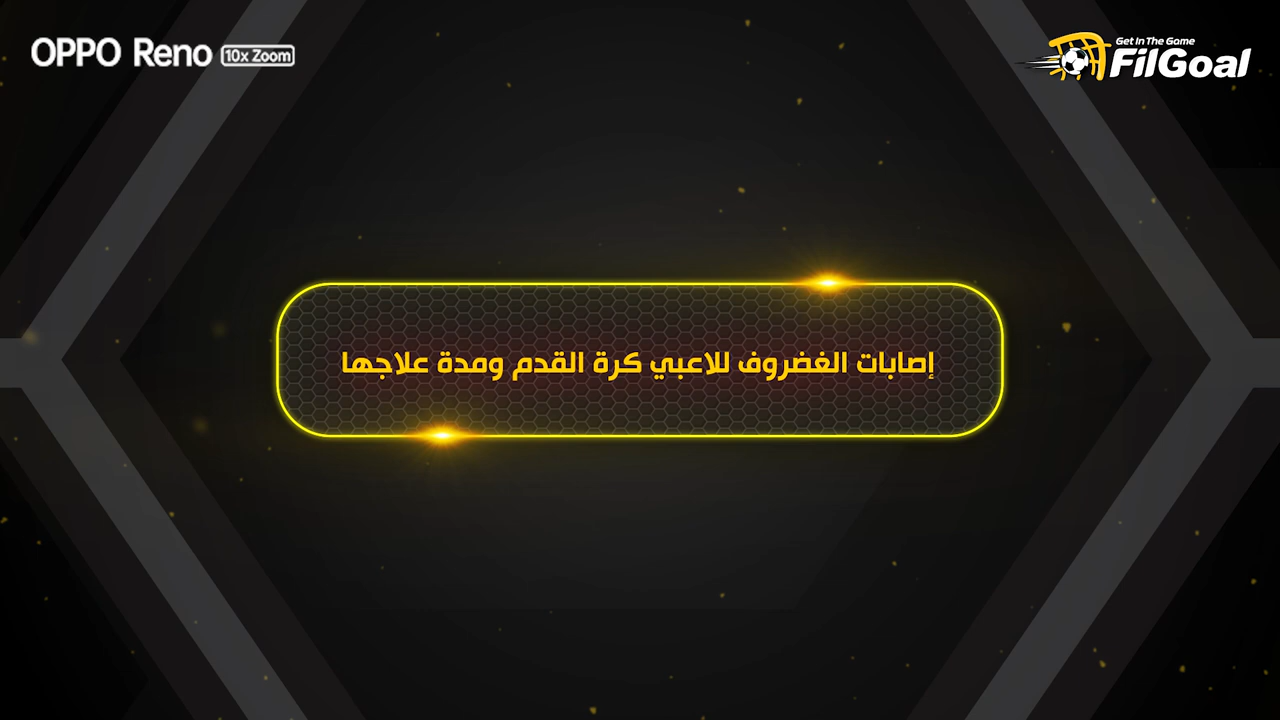 OPPO Reno 10x Zoom
Get In The Game
FilGoal
إصابات الغضروف للاعبي كرة القدم ومدة علاجها